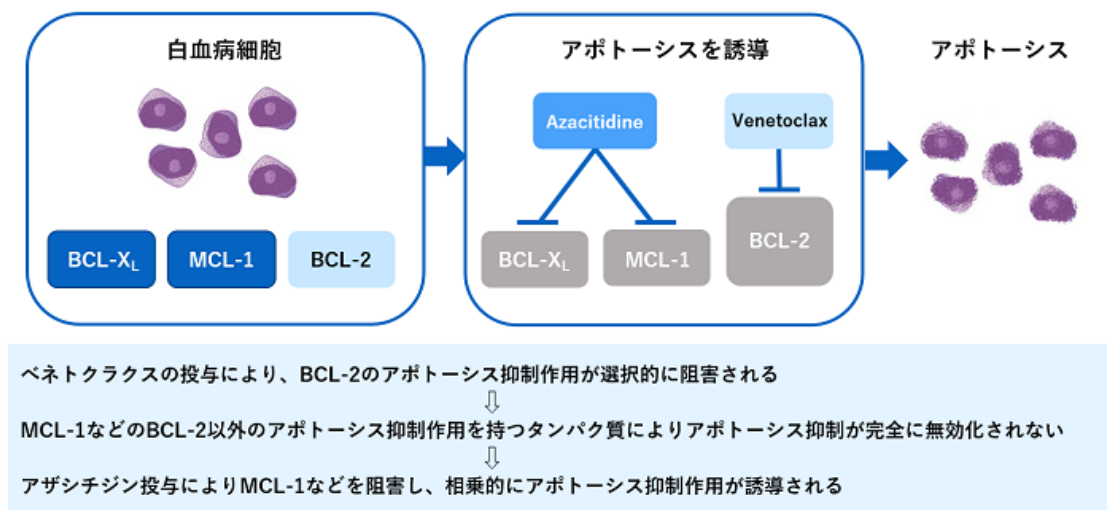 白血病細胞
アポトーシスを誘導
アポトーシス
Azacitidine
Venetoclax
BCL-XL
MCL-1
BCL-2
BCL-XL
MCL-1
BCL-2
ベネトクラクスの投与により、BCL-2のアポトーシス抑制作用が選択的に阻害される
⇩
MCL-1などのBCL-2以外のアポトーシス抑制作用を持つタンパク質によりアポトーシス抑制が完全に無効化されない
⇩
アザシチジン投与によりMCL-1などを阻害し、相乗的にアポトーシス抑制作用が誘導される